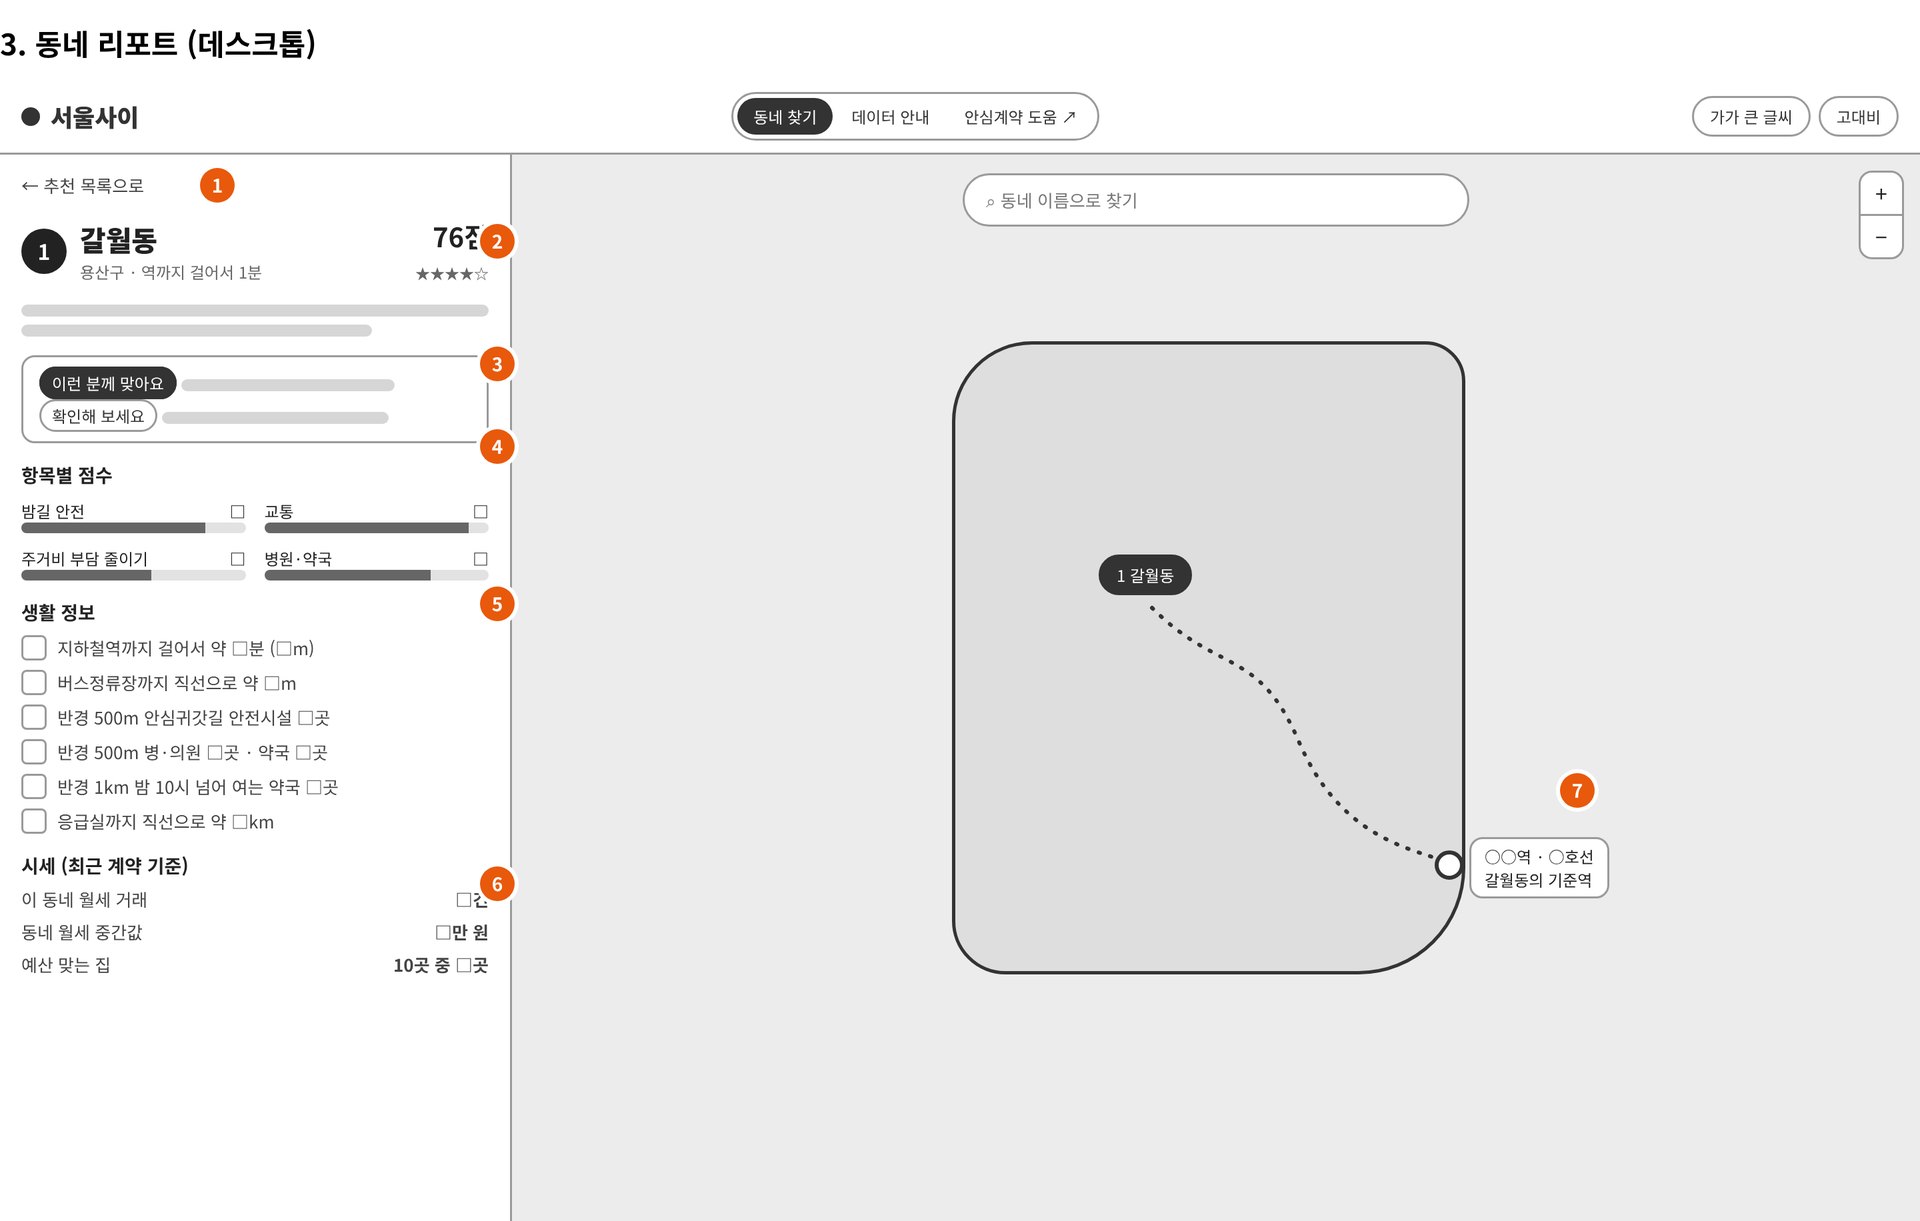 3. 동네 리포트 (데스크톱)
서울사이
동네 찾기
데이터 안내
안심계약 도움 ↗
가가 큰 글씨
고대비
← 추천 목록으로
1
1
갈월동
76점
2
용산구 · 역까지 걸어서 1분
★★★★☆
3
이런 분께 맞아요
확인해 보세요
4
항목별 점수
밤길 안전 □
교통 □
주거비 부담 줄이기 □
병원·약국 □
5
생활 정보
지하철역까지 걸어서 약 □분 (□m)
버스정류장까지 직선으로 약 □m
반경 500m 안심귀갓길 안전시설 □곳
반경 500m 병·의원 □곳 · 약국 □곳
반경 1km 밤 10시 넘어 여는 약국 □곳
응급실까지 직선으로 약 □km
시세 (최근 계약 기준)
6
이 동네 월세 거래 □건
동네 월세 중간값 □만 원
예산 맞는 집 10곳 중 □곳
⌕ 동네 이름으로 찾기
+
−
1 갈월동
7
○○역 · ○호선
갈월동의 기준역